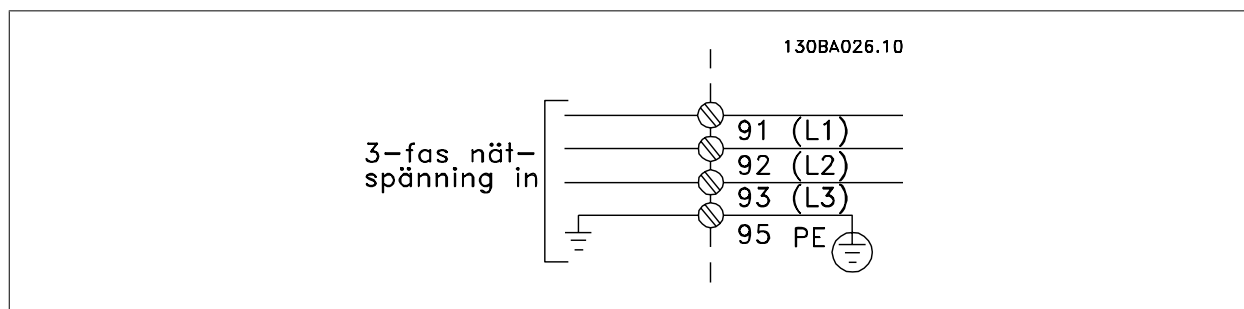 130BA026.10
3-fas nät-
spänning in
91 (L1)
92 (L2)
93 (L3)
95 PE